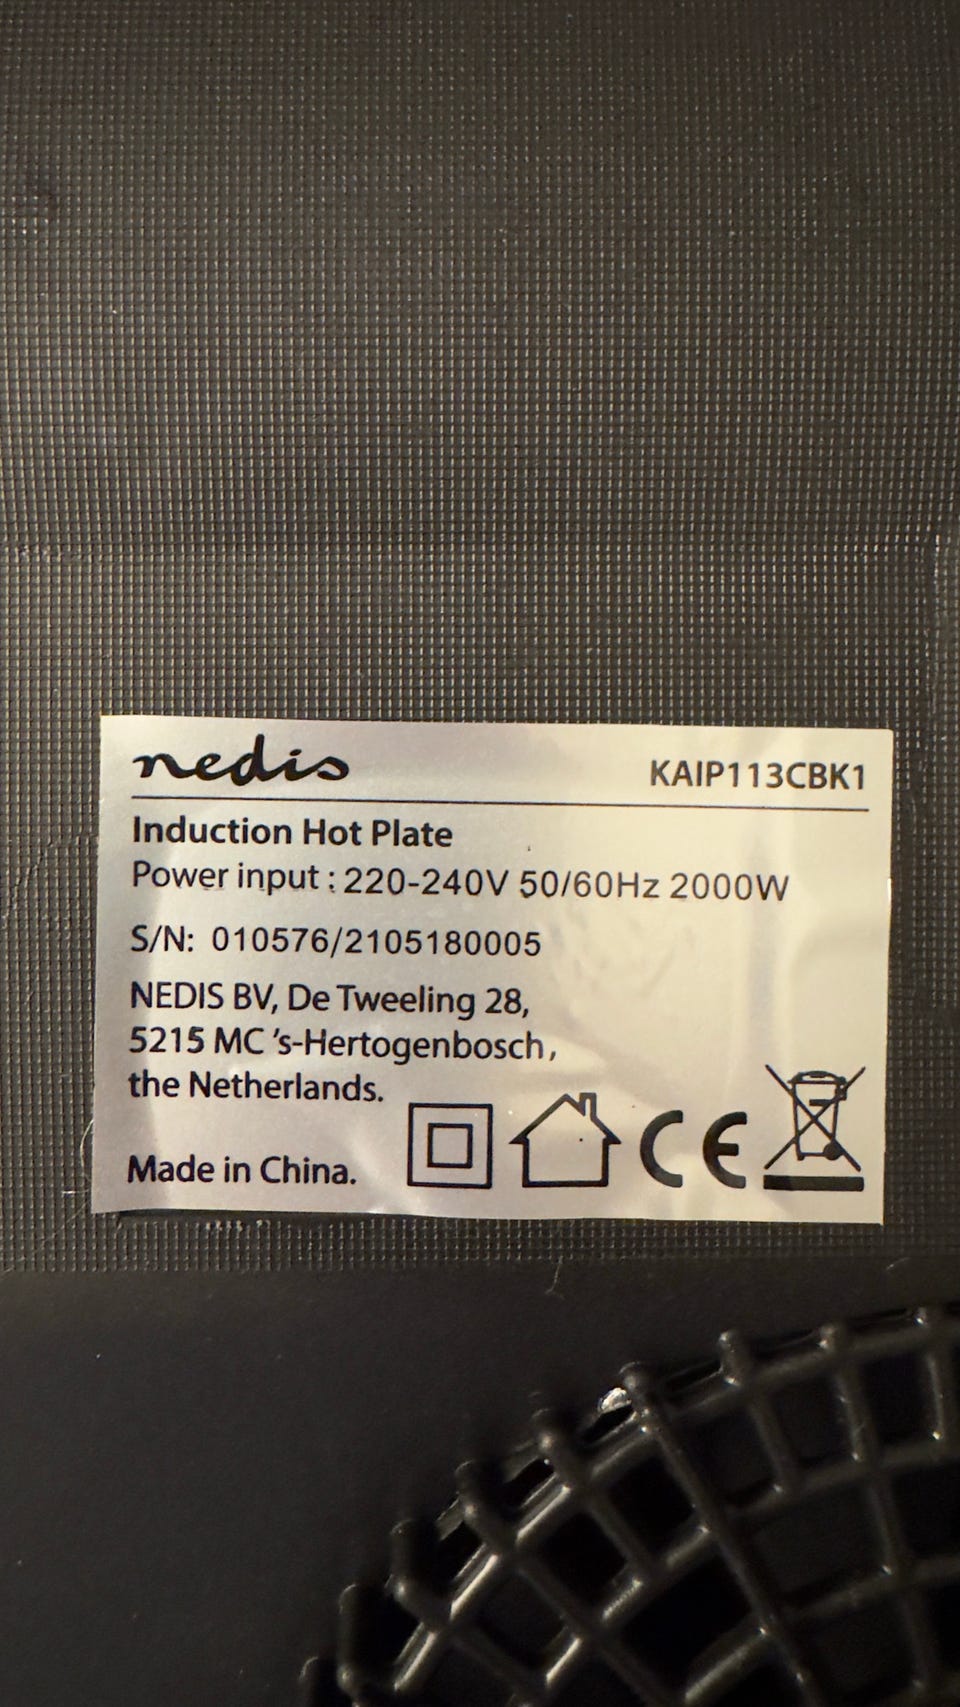 nedis
KAIP113CBK1
Induction Hot Plate
Power input : 220-240V 50/60Hz 2000W
S/N: 010576/2105180005
NEDIS BV, De Tweeling 28,
5215 MC 's-Hertogenbosch,
the Netherlands.
Made in China.
CE